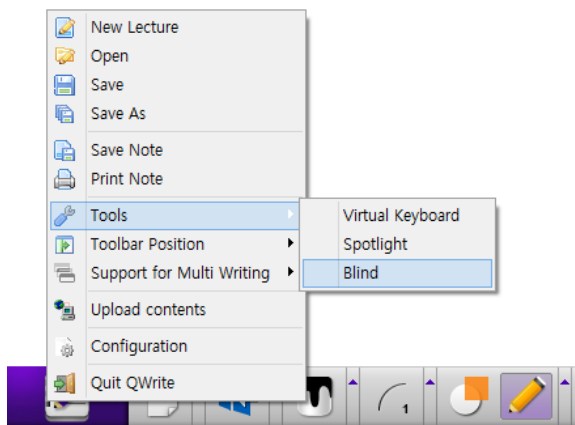 New Lecture
Open
Save
Save As
Save Note
Print Note
Tools
Virtual Keyboard
Toolbar Position
Spotlight
Support for Multi Writing
Blind
Upload contents
Configuration
Quit QWrite
1